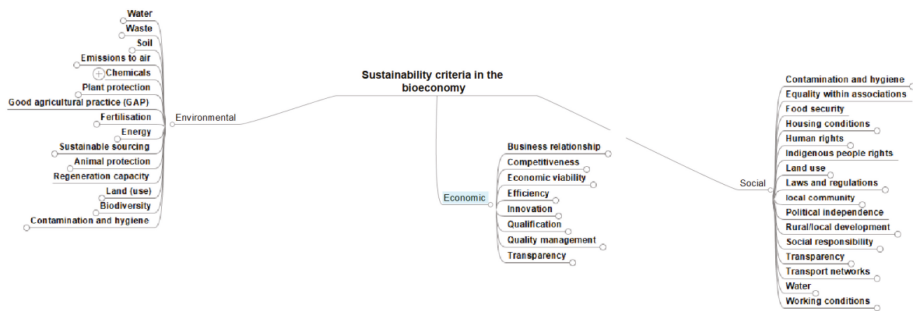 Sustainability criteria in the
bioeconomy
Environmental
Water
Waste
Soil
Emissions to air
Chemicals
Plant protection
Good agricultural practice (GAP)
Fertilisation
Energy
Sustainable sourcing
Animal protection
Regeneration capacity
Land (use)
Biodiversity
Contamination and hygiene
Economic
Business relationship
Competitiveness
Economic viability
Efficiency
Innovation
Qualification
Quality management
Transparency
Social
Contamination and hygiene
Equality within associations
Food security
Housing conditions
Human rights
Indigenous people rights
Land use
Laws and regulations
local community
Political independence
Rural/local development
Social responsibility
Transparency
Transport networks
Water
Working conditions